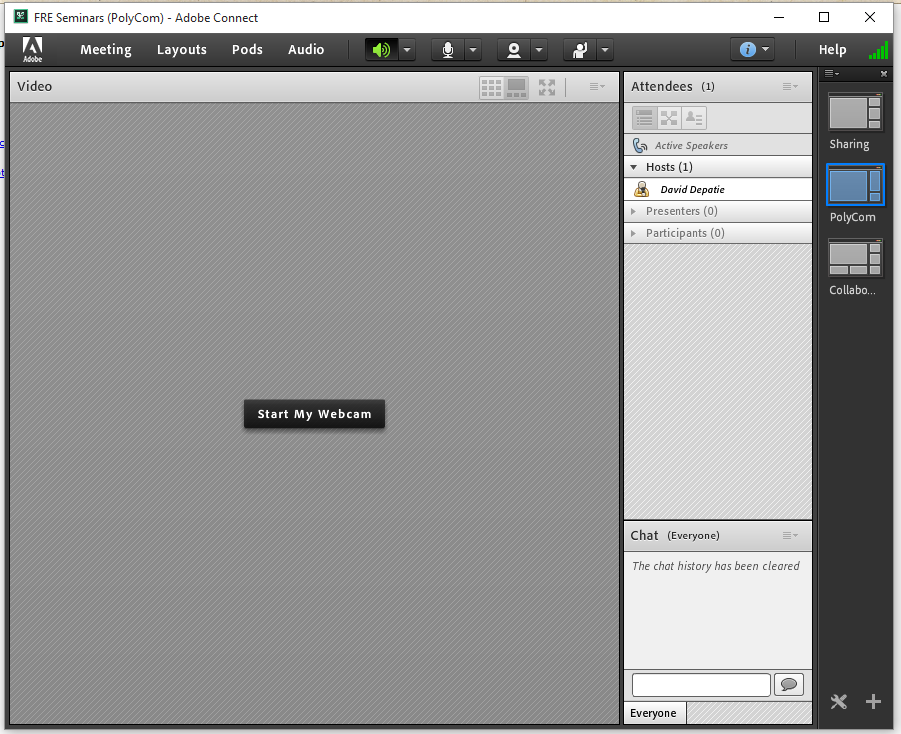 FRE Seminars (PolyCom) - Adobe Connect
Adobe
Meeting Layouts Pods Audio Help
Video
Start My Webcam
Attendees (1)
Active Speakers
Hosts (1)
David Depatie
Presenters (0)
Participants (0)
Chat (Everyone)
The chat history has been cleared
Everyone
Sharing
PolyCom
Collabo...